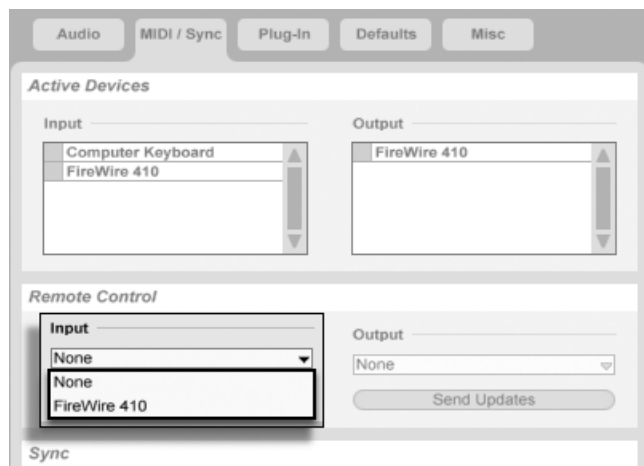 Audio
MIDI / Sync
Plug-In
Defaults
Misc
Active Devices
Input
Computer Keyboard
FireWire 410
Output
FireWire 410
Remote Control
Input
None
None
FireWire 410
Output
None
Send Updates
Sync